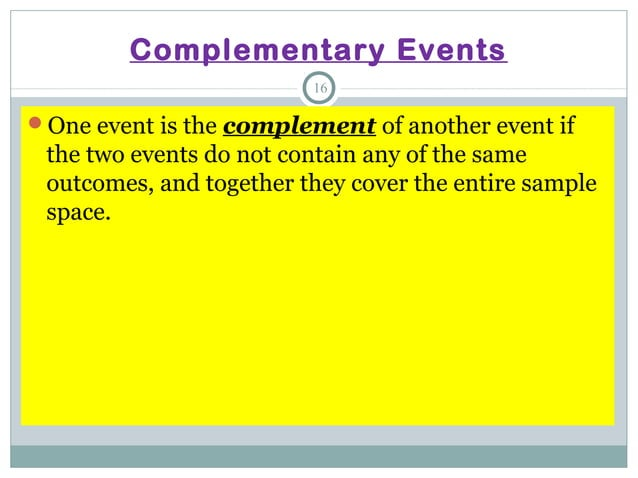 Complementary Events
16
One event is the complement of another event if
the two events do not contain any of the same
outcomes, and together they cover the entire sample
space.